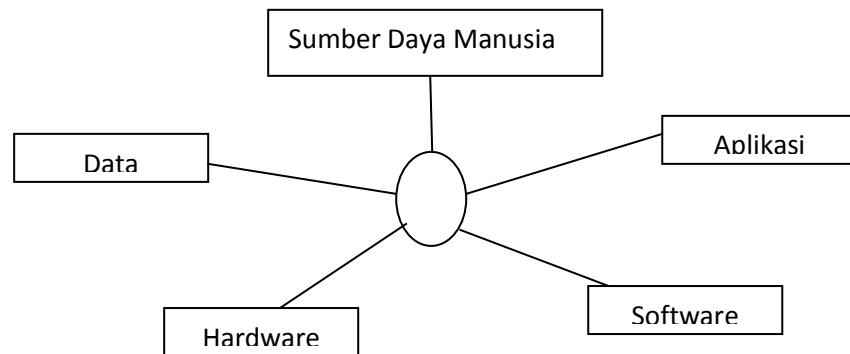 Sumber Daya Manusia
Aplikasi
Data
Software
Hardware